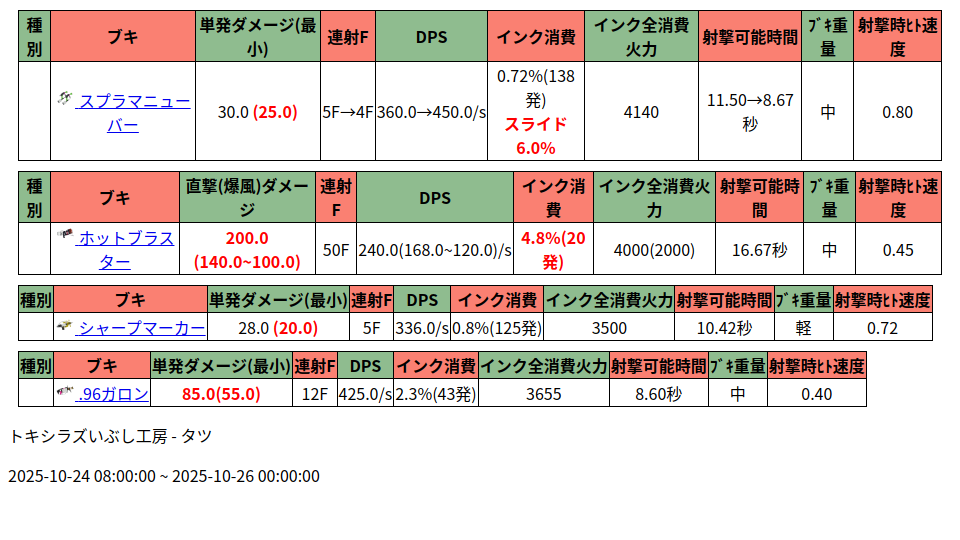 種別 ブキ 単発ダメージ(最小) 連射F DPS インク消費 インク全消費火力 射撃可能時間 ﾌﾞｷ重量 射撃時ﾋﾄ速度
スプラマニューバー 30.0 (25.0) 5F→4F 360.0→450.0/s 0.72%(138発) スライド6.0% 4140 11.50→8.67秒 中 0.80
種別 ブキ 直撃(爆風)ダメージ 連射F DPS インク消費 インク全消費火力 射撃可能時間 ﾌﾞｷ重量 射撃時ﾋﾄ速度
ホットブラスター 200.0 (140.0~100.0) 50F 240.0(168.0~120.0)/s 4.8%(20発) 4000(2000) 16.67秒 中 0.45
種別 ブキ 単発ダメージ(最小) 連射F DPS インク消費 インク全消費火力 射撃可能時間 ﾌﾞｷ重量 射撃時ﾋﾄ速度
シャープマーカー 28.0 (20.0) 5F 336.0/s 0.8%(125発) 3500 10.42秒 軽 0.72
種別 ブキ 単発ダメージ(最小) 連射F DPS インク消費 インク全消費火力 射撃可能時間 ﾌﾞｷ重量 射撃時ﾋﾄ速度
.96ガロン 85.0(55.0) 12F 425.0/s 2.3%(43発) 3655 8.60秒 中 0.40
トキシラズいぶし工房 - タツ
2025-10-24 08:00:00 ~ 2025-10-26 00:00:00